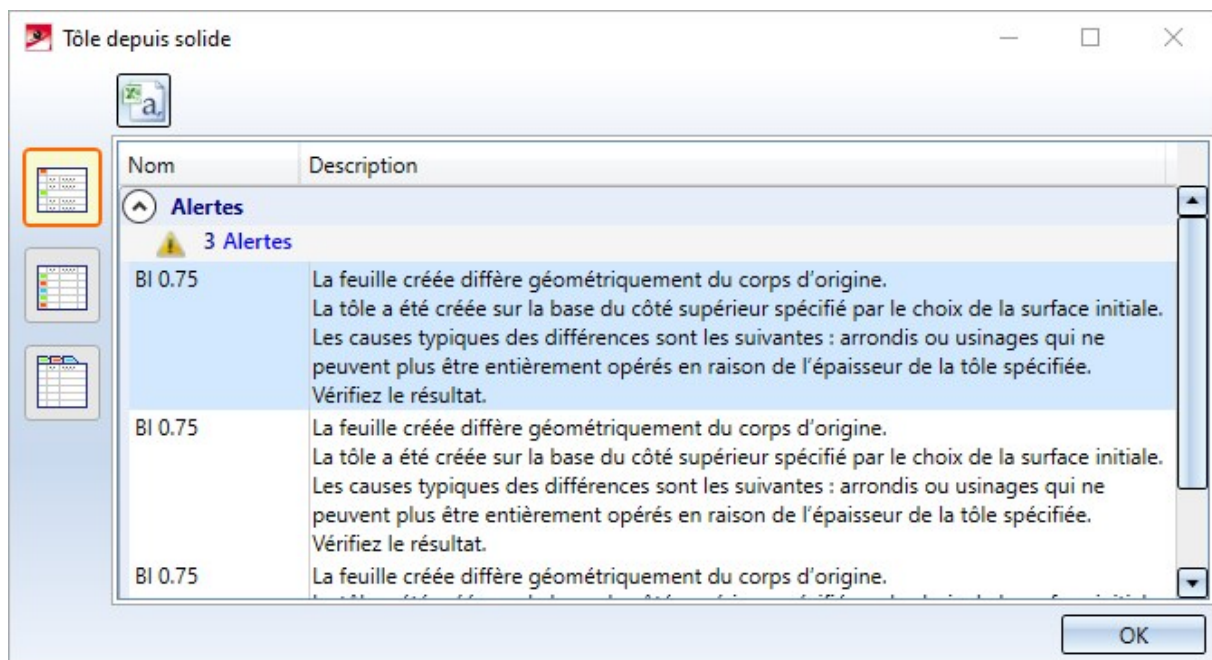 Tôle depuis solide
a,
Nom Description
Alertes
3 Alertes
BI 0.75 La feuille créée diffère géométriquement du corps d’origine.
La tôle a été créée sur la base du côté supérieur spécifié par le choix de la surface initiale.
Les causes typiques des différences sont les suivantes : arrondis ou usinages qui ne
peuvent plus être entièrement opérés en raison de l’épaisseur de la tôle spécifiée.
Vérifiez le résultat.
BI 0.75 La feuille créée diffère géométriquement du corps d’origine.
La tôle a été créée sur la base du côté supérieur spécifié par le choix de la surface initiale.
Les causes typiques des différences sont les suivantes : arrondis ou usinages qui ne
peuvent plus être entièrement opérés en raison de l’épaisseur de la tôle spécifiée.
Vérifiez le résultat.
BI 0.75 La feuille créée diffère géométriquement du corps d’origine.
OK